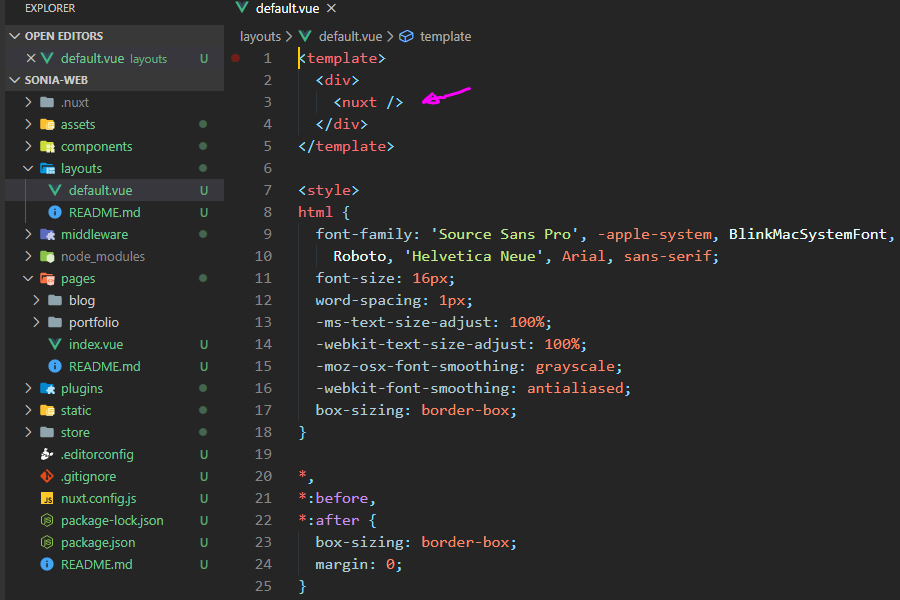 EXPLORER
OPEN EDITORS
default.vue layouts U
SONIA-WEB
.nuxt
assets
components
layouts
default.vue U
README.md U
middleware
node_modules
pages
blog
portfolio
index.vue U
README.md U
plugins
static
store
.editorconfig U
.gitignore U
JS nuxt.config.js U
package-lock.json U
package.json U
README.md U
default.vue
layouts > default.vue > template
1 <template>
2 <div>
3 <nuxt />
4 </div>
5 </template>
6
7 <style>
8 html {
9 font-family: 'Source Sans Pro', -apple-system, BlinkMacSystemFont,
10 Roboto, 'Helvetica Neue', Arial, sans-serif;
11 font-size: 16px;
12 word-spacing: 1px;
13 -ms-text-size-adjust: 100%;
14 -webkit-text-size-adjust: 100%;
15 -moz-osx-font-smoothing: grayscale;
16 -webkit-font-smoothing: antialiased;
17 box-sizing: border-box;
18 }
19
20 *,
21 *:before,
22 *:after {
23 box-sizing: border-box;
24 margin: 0;
25 }